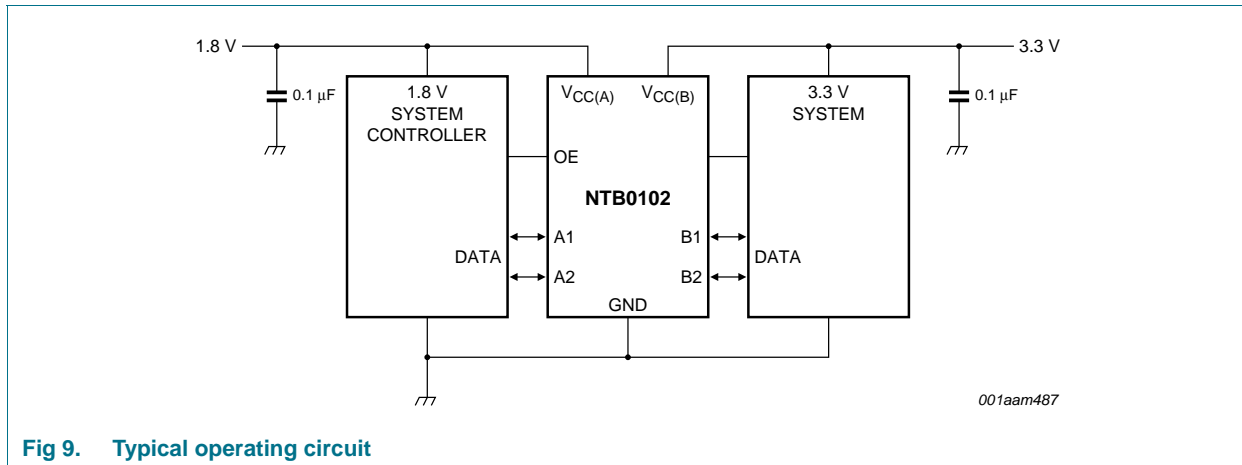 1.8 V
3.3 V
0.1 μF
1.8 V
SYSTEM
CONTROLLER
DATA
VCC(A)
VCC(B)
OE
NTB0102
A1
A2
B1
B2
GND
3.3 V
SYSTEM
DATA
0.1 μF
001aam487
Fig 9. Typical operating circuit